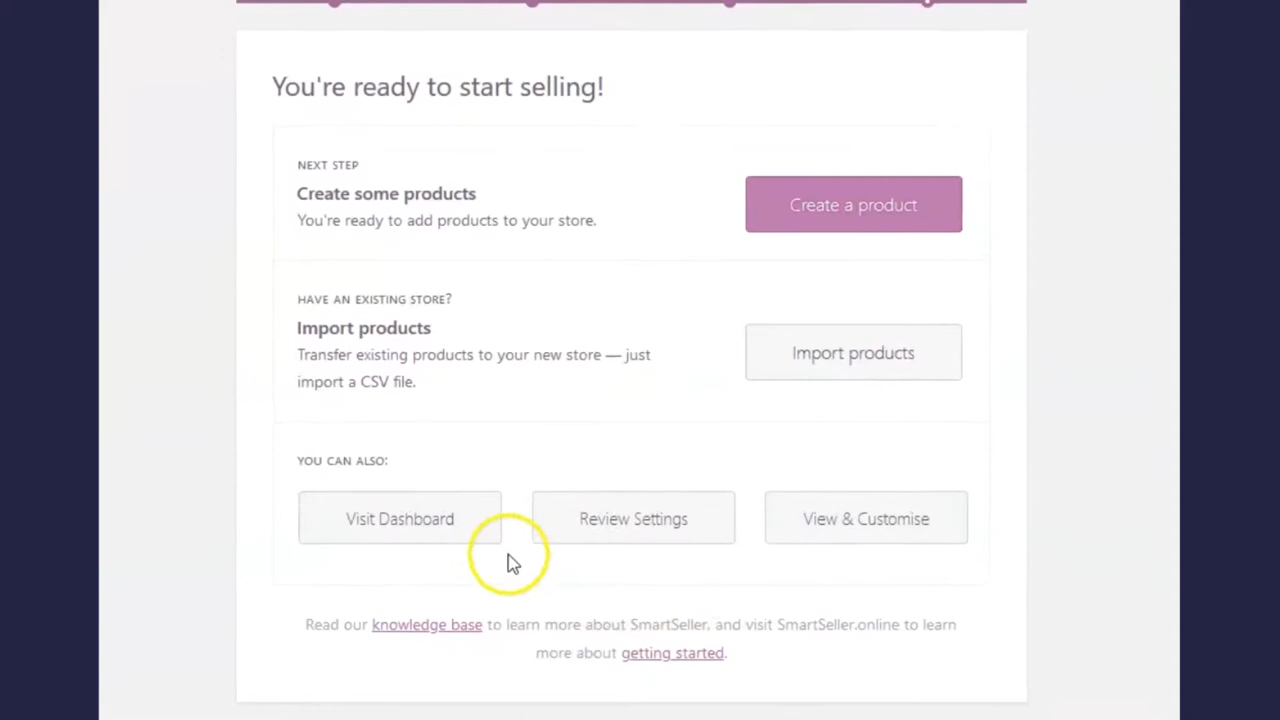 You're ready to start selling!
NEXT STEP
Create some products
You're ready to add products to your store.
Create a product
HAVE AN EXISTING STORE?
Import products
Transfer existing products to your new store — just
import a CSV file.
Import products
YOU CAN ALSO:
Visit Dashboard
Review Settings
View & Customise
Read our knowledge base to learn more about SmartSeller, and visit SmartSeller.online to learn
more about getting started.